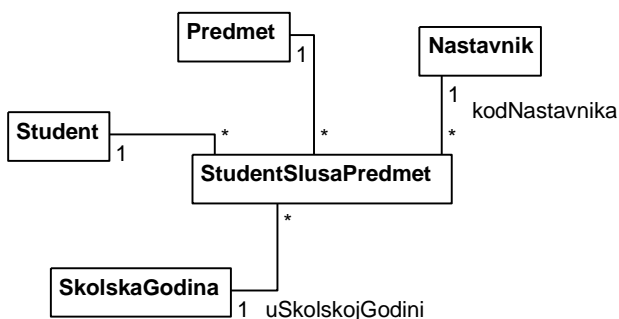 Predmet
1
Nastavnik
1
kodNastavnika
Student
1
*
*
*
StudentSlusaPredmet
*
SkolskaGodina
1 uSkolskojGodini